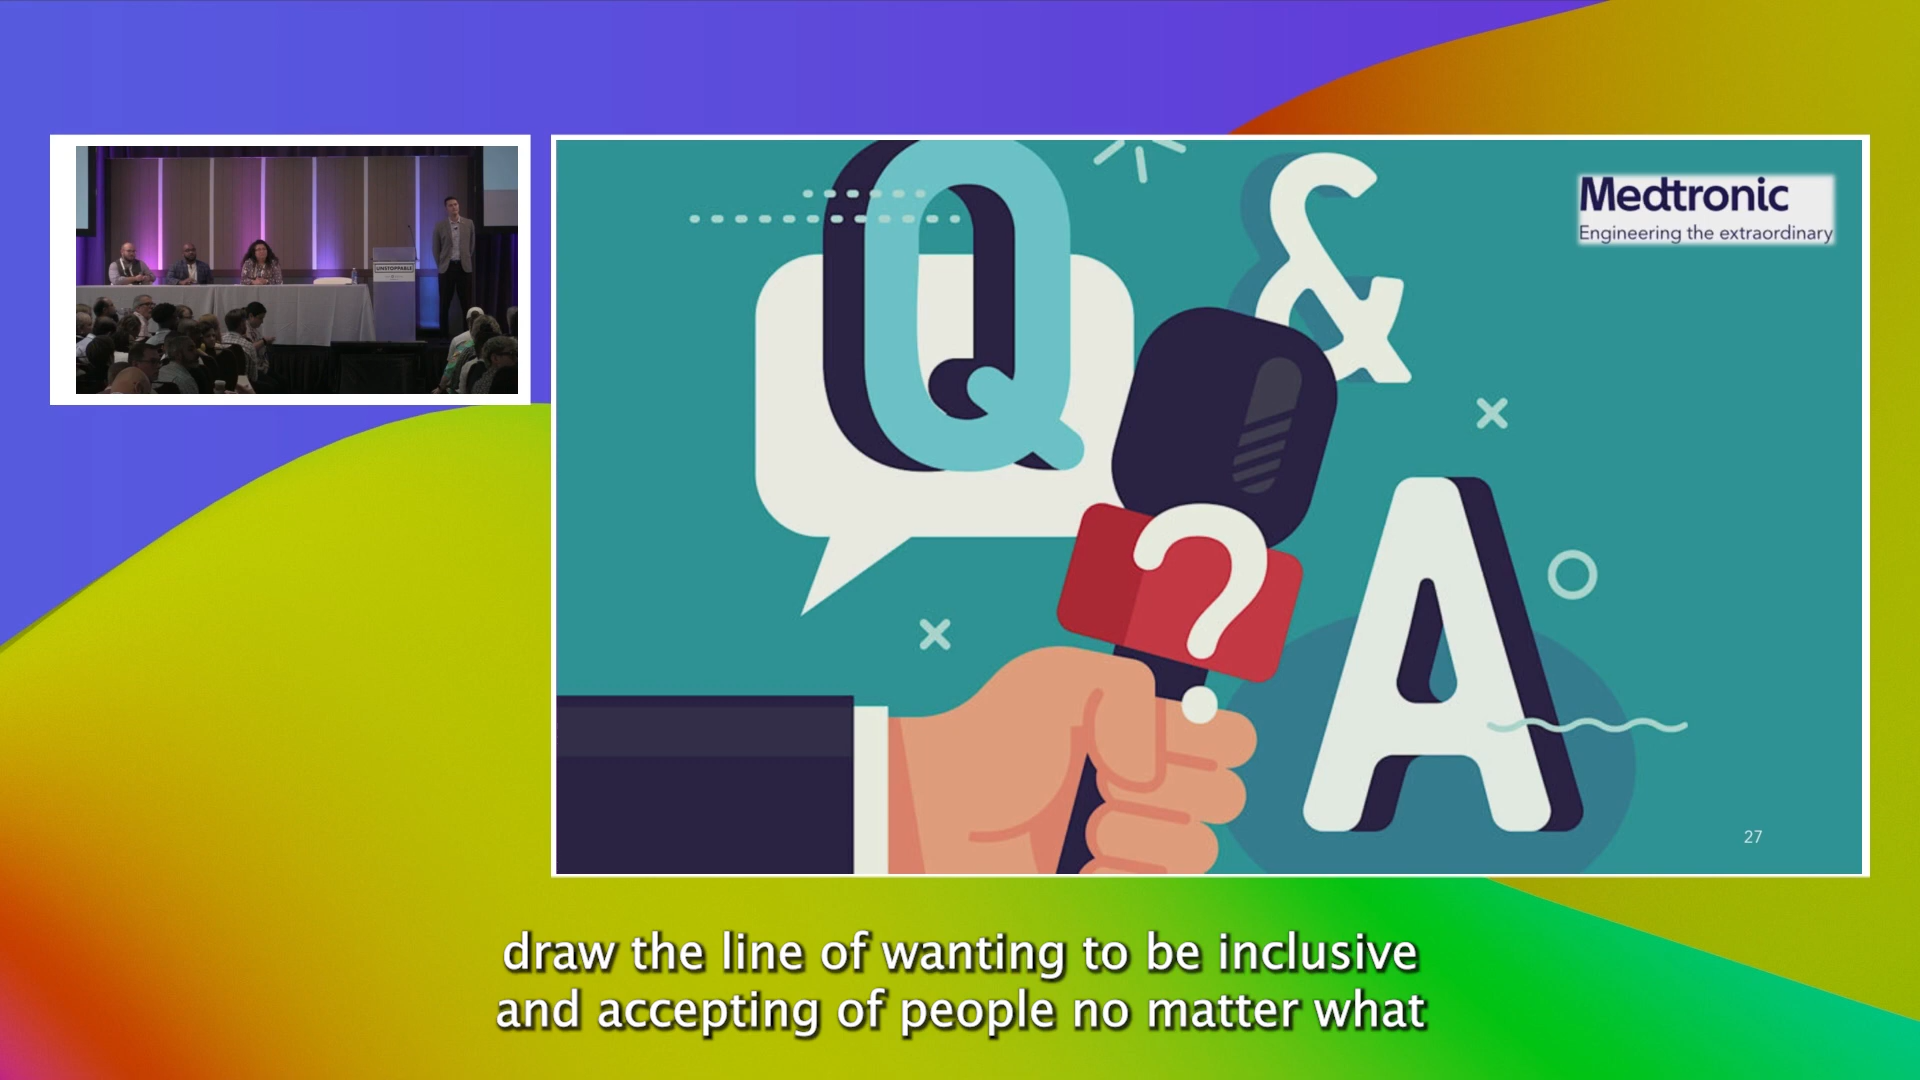 UNSTOPPABLE
Q
&
A
?
Medtronic
Engineering the extraordinary
27
draw the line of wanting to be inclusive
and accepting of people no matter what